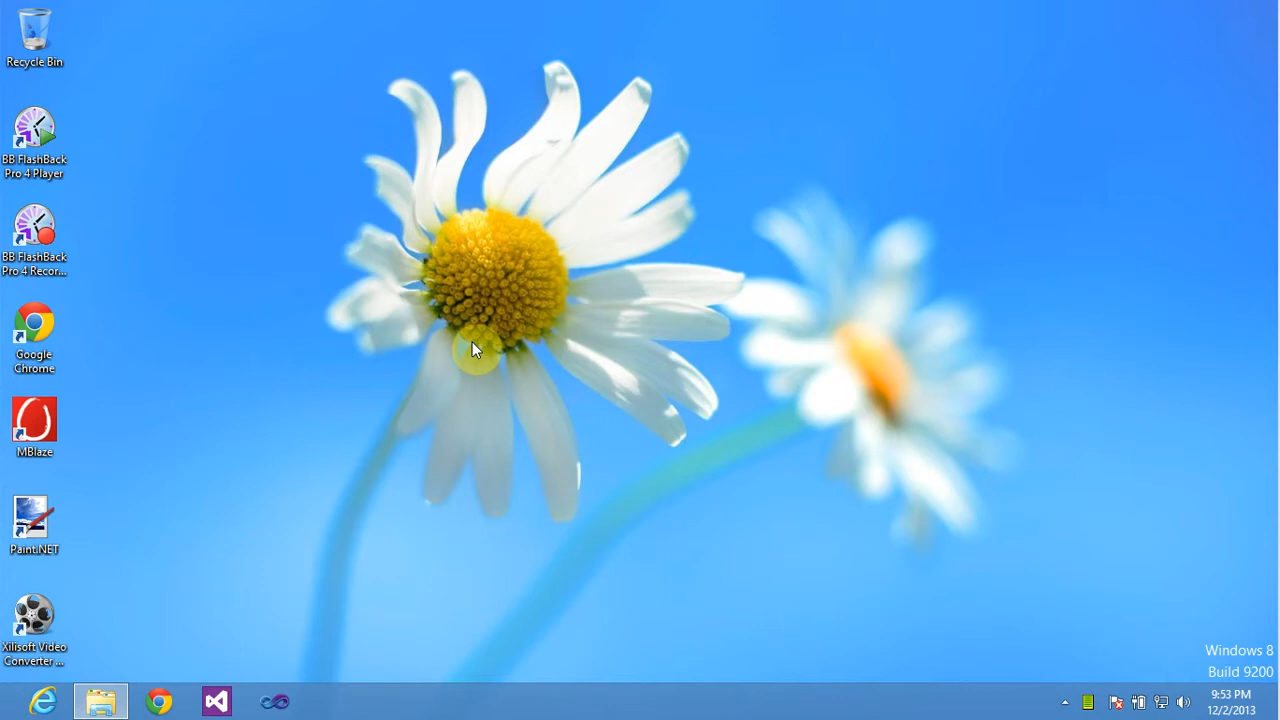 Recycle Bin
BB FlashBack
Pro 4 Player
BB FlashBack
Pro 4 Recor...
Google
Chrome
MBlaze
Paint.NET
Xilisoft Video
Converter ...
Windows 8
Build 9200
9:53 PM
12/2/2013